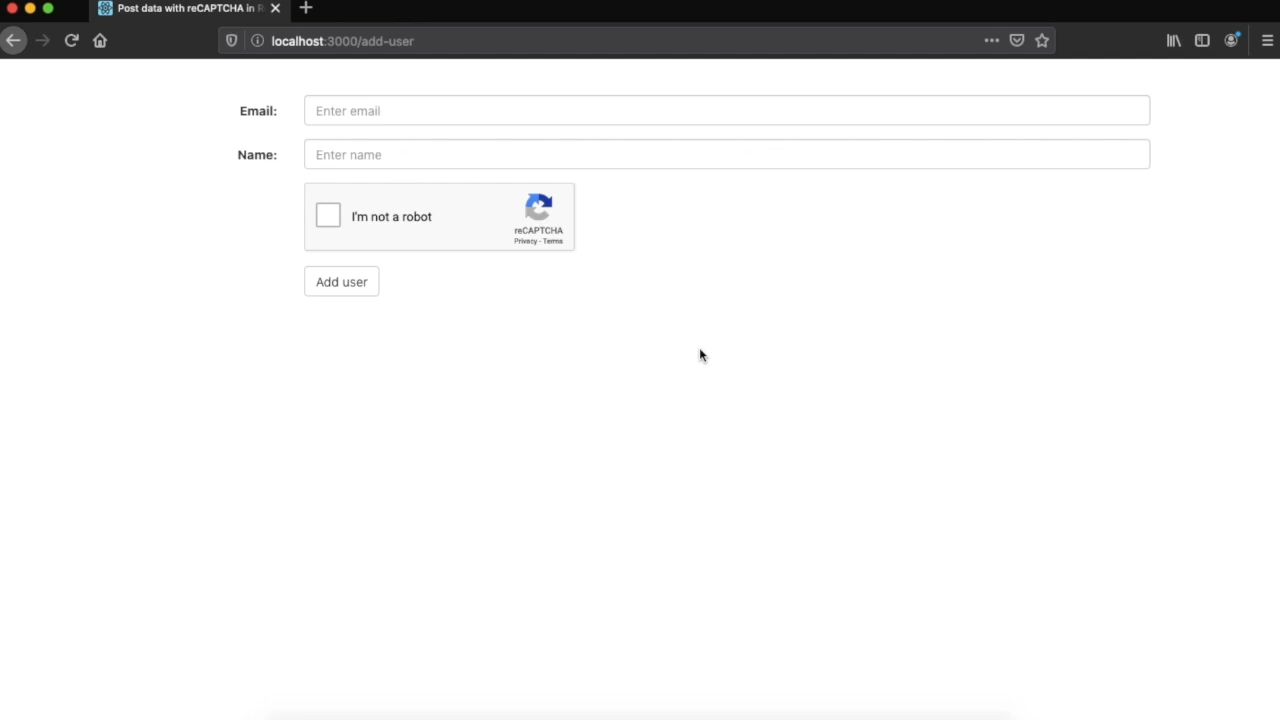 Post data with reCAPTCHA in R
localhost:3000/add-user
Email:
Enter email
Name:
Enter name
I'm not a robot
reCAPTCHA
Privacy - Terms
Add user